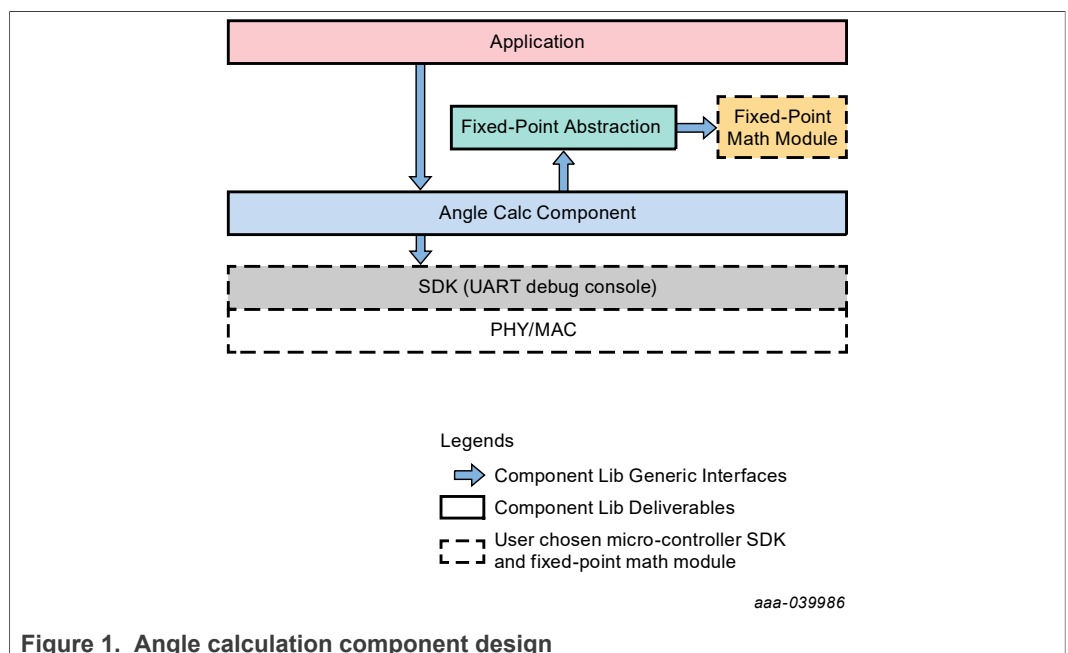 Application
Fixed-Point Abstraction
Fixed-Point
Math Module
Angle Calc Component
SDK (UART debug console)
PHY/MAC
Legends
Component Lib Generic Interfaces
Component Lib Deliverables
User chosen micro-controller SDK
and fixed-point math module
aaa-039986
Figure 1. Angle calculation component design